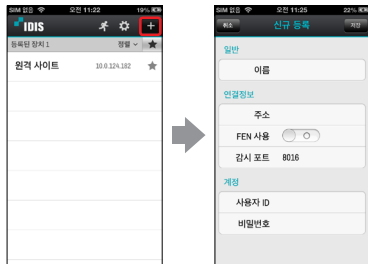 SIM 없음 오전 11:22 19%
IDIS
등록된 장치 1 정렬
원격 사이트 10.0.124.182
SIM 없음 오전 11:25 22%
취소 신규 등록 저장
일반
이름
연결정보
주소
FEN 사용
감시 포트 8016
계정
사용자 ID
비밀번호